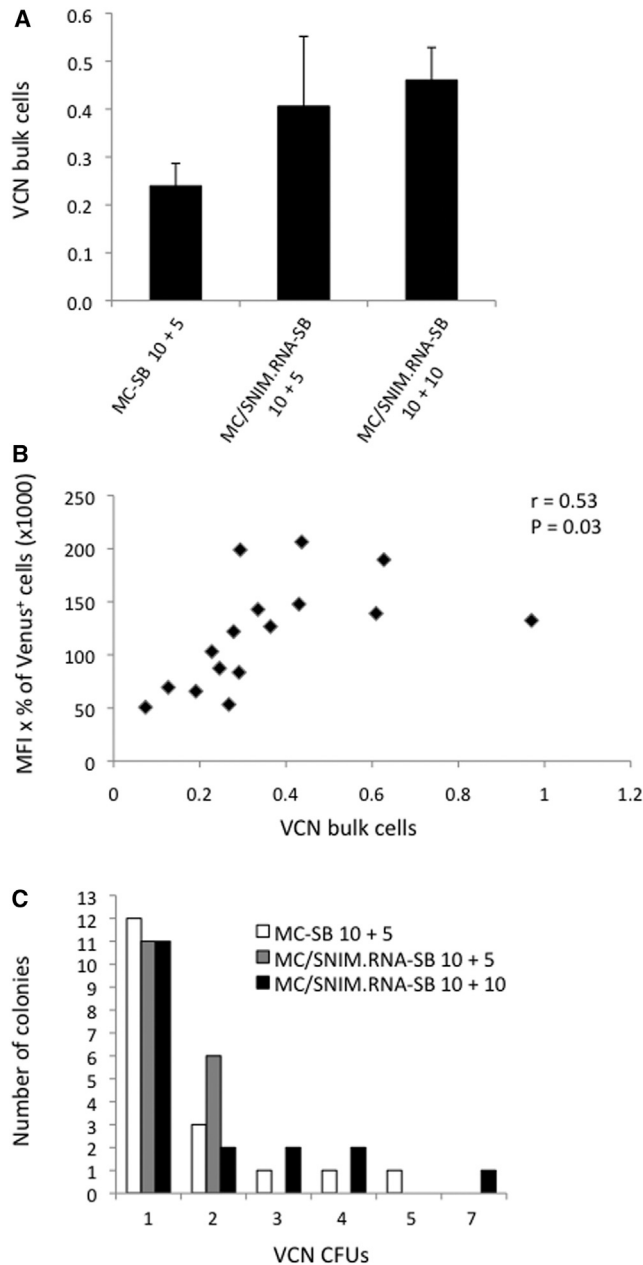 A
VCN bulk cells
0.6
0.5
0.4
0.3
0.2
0.1
0.0
MC-SB 10 + 5
MC/SNIM.RNA-SB
10 + 5
MC/SNIM.RNA-SB
10 + 10
B
MFI x % of Venus⁺ cells (x1000)
250
200
150
100
50
0
r = 0.53
P = 0.03
0 0.2 0.4 0.6 0.8 1 1.2
VCN bulk cells
C
Number of colonies
13
12
11
10
9
8
7
6
5
4
3
2
1
0
MC-SB 10 + 5
MC/SNIM.RNA-SB 10 + 5
MC/SNIM.RNA-SB 10 + 10
1 2 3 4 5 7
VCN CFUs